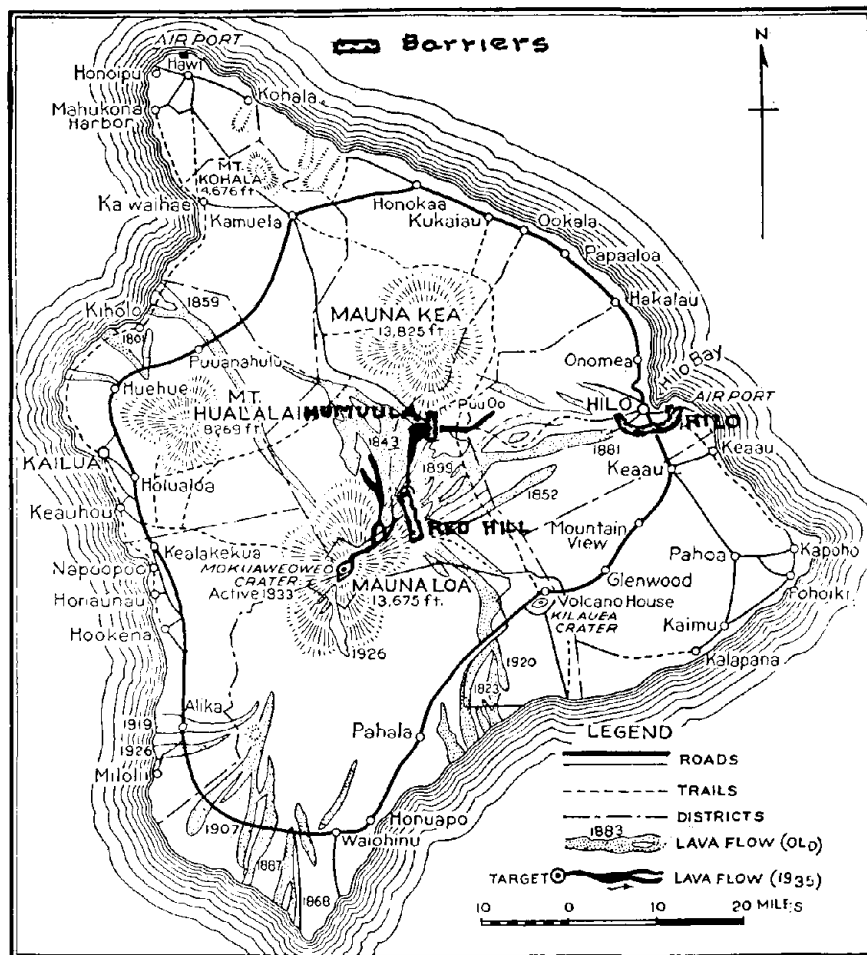 AIR PORT
Barriers
N
Hawi
Honoipu
Kohala
Mahukona
Harbor
MT.
KOHALA
4,676 ft.
Kawaihae
Kamuela
Honokaa
Kukaiau
Ookala
Papaaloa
Hakalau
Kiholo
1859
1801
MAUNA KEA
13,825 ft.
Puuanahulu
Onomea
Hilo Bay
Huehue
MT.
HUALALAI
8269 ft.
HUMUULA
Puu Oo
HILO
AIR PORT
HILO
1843
1881
Keaau
KAILUA
Holualoa
1899
Keaau
1852
Keauhou
RED HILL
Mountain
View
Kealakekua
Napoopoo
MOKUAWEOWEO
CRATER
Active 1933
MAUNA LOA
13,675 ft.
Glenwood
Pahoa
Kapoho
Pohoiki
Honaunau
Volcano House
KILAUEA
CRATER
Kaimu
Hookena
1926
1920
Kalapana
1823
Alika
1919
1926
Pahala
Milolii
LEGEND
ROADS
TRAILS
DISTRICTS
1907
Honuapo
Waiohinu
1883
LAVA FLOW (OLD)
1887
1868
TARGET
LAVA FLOW (1935)
10 0 10 20 MILES